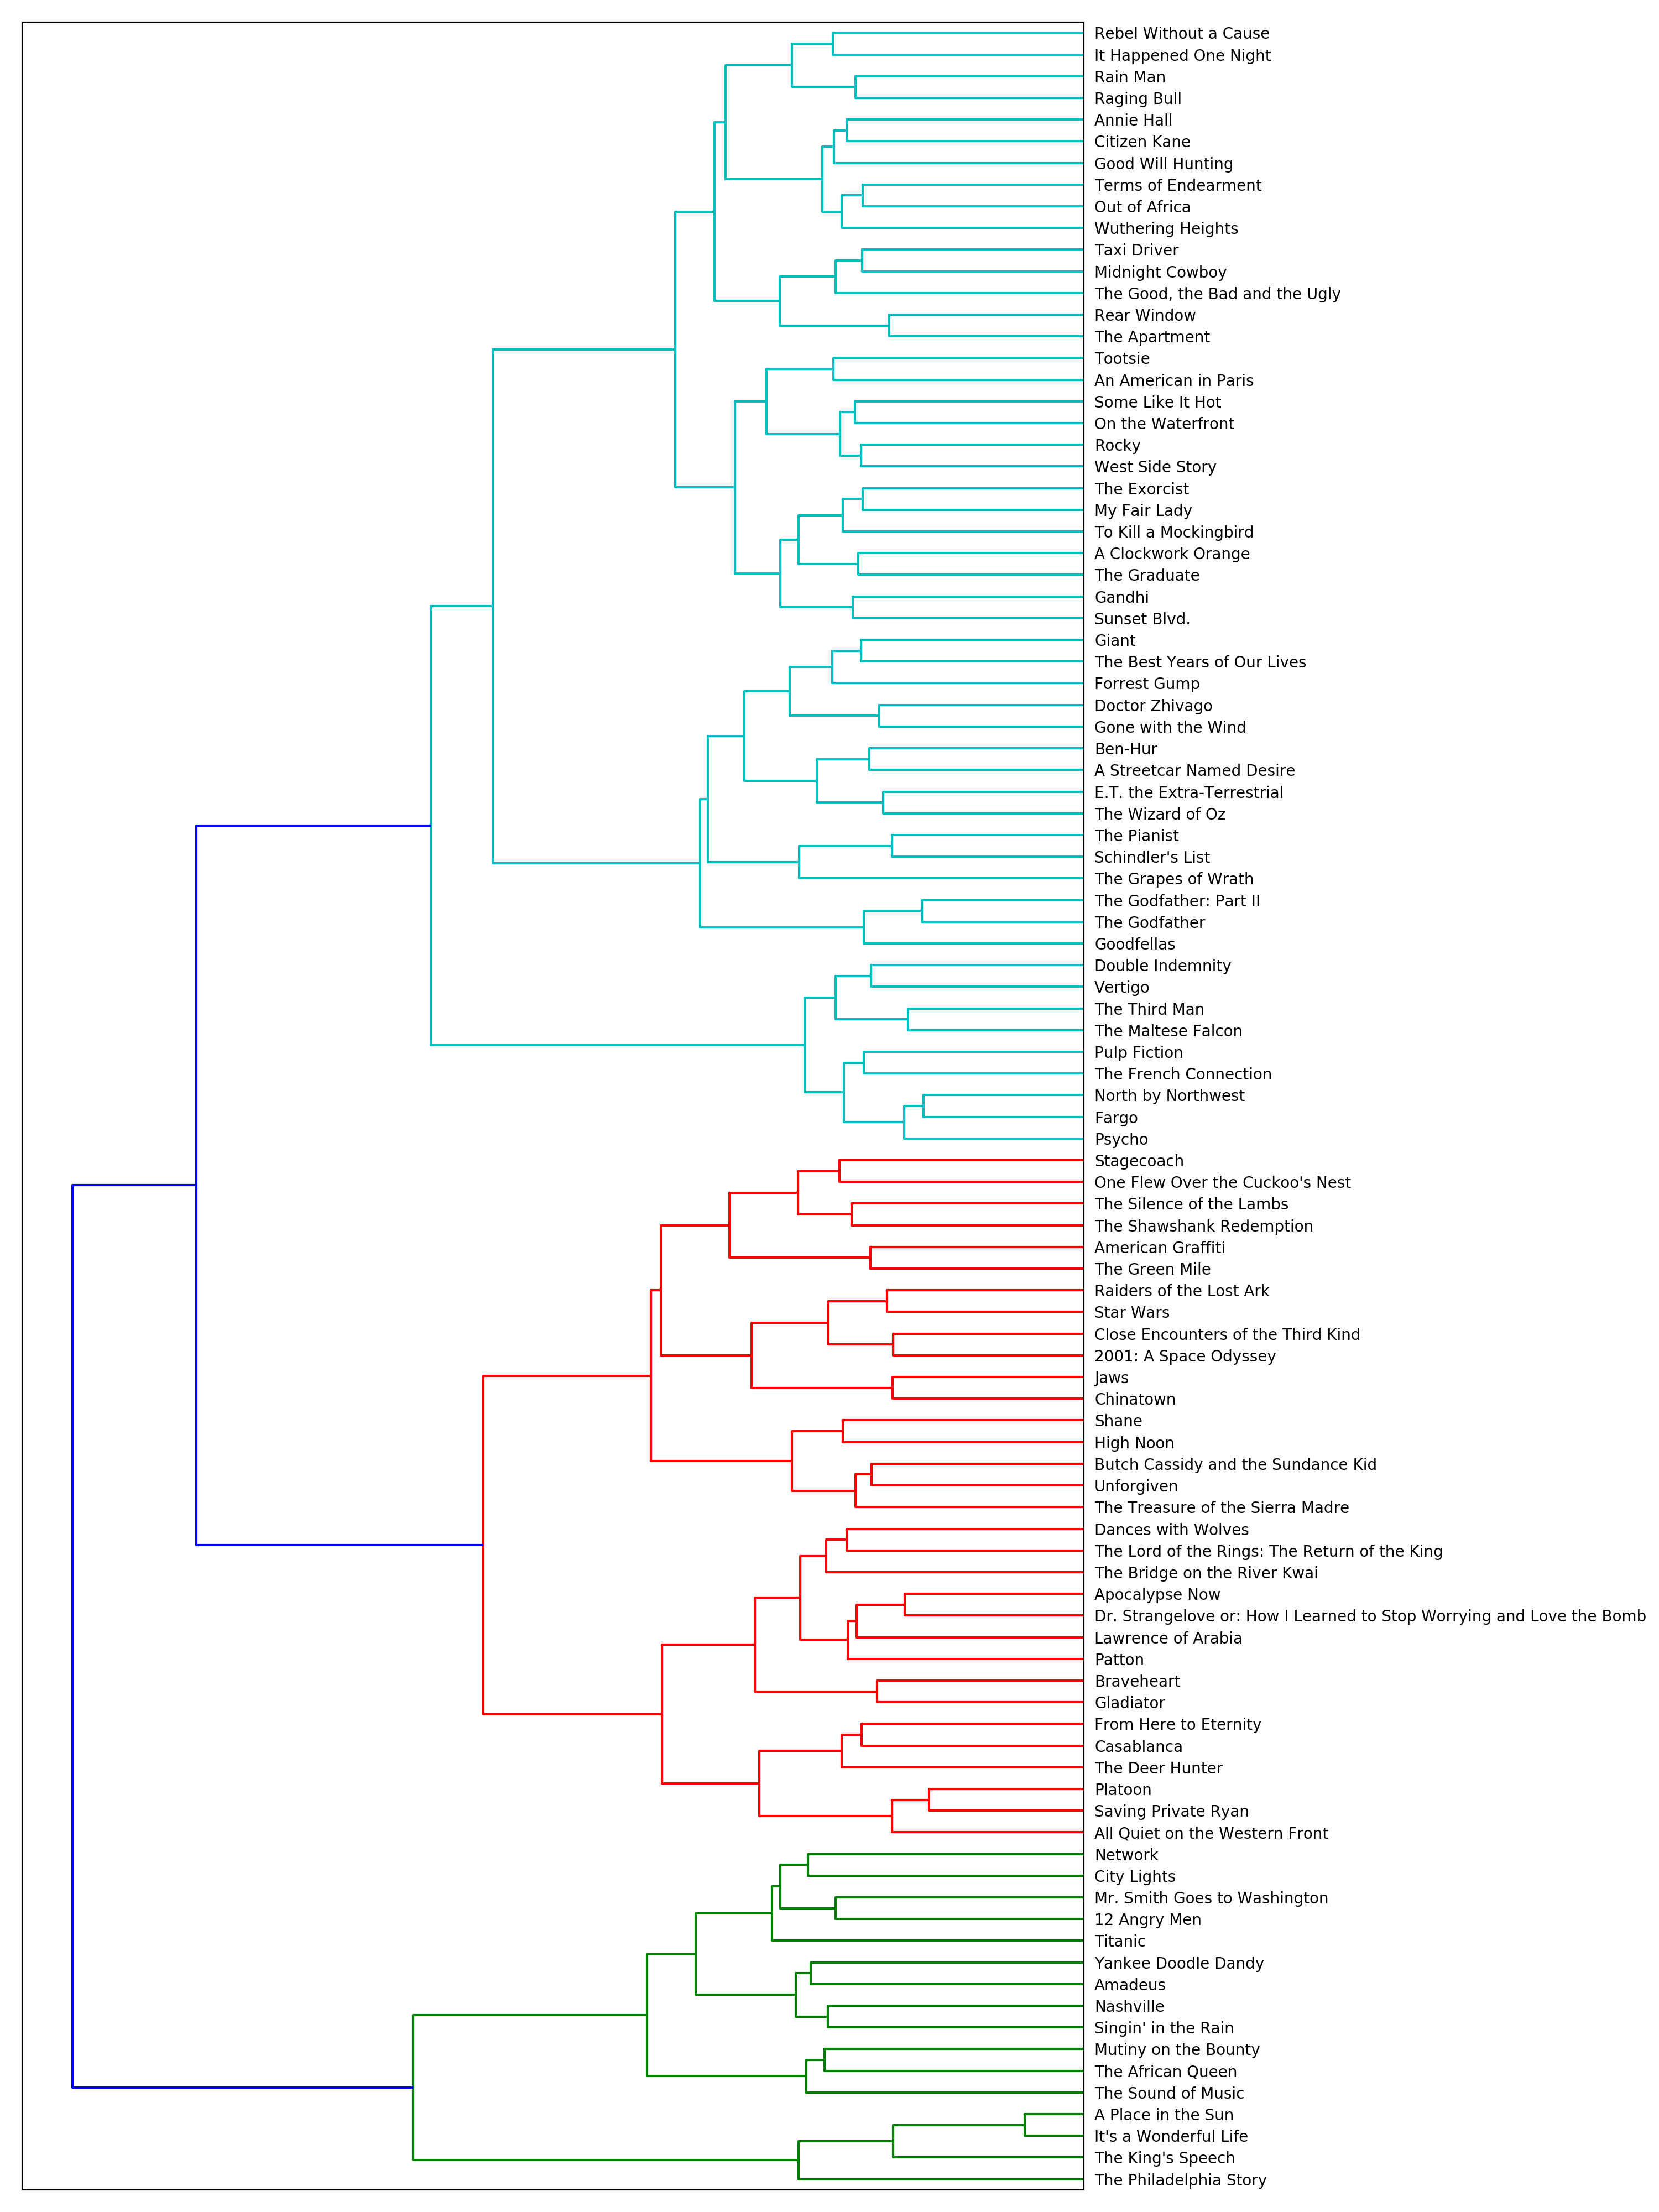 Rebel Without a Cause
It Happened One Night
Rain Man
Raging Bull
Annie Hall
Citizen Kane
Good Will Hunting
Terms of Endearment
Out of Africa
Wuthering Heights
Taxi Driver
Midnight Cowboy
The Good, the Bad and the Ugly
Rear Window
The Apartment
Tootsie
An American in Paris
Some Like It Hot
On the Waterfront
Rocky
West Side Story
The Exorcist
My Fair Lady
To Kill a Mockingbird
A Clockwork Orange
The Graduate
Gandhi
Sunset Blvd.
Giant
The Best Years of Our Lives
Forrest Gump
Doctor Zhivago
Gone with the Wind
Ben-Hur
A Streetcar Named Desire
E.T. the Extra-Terrestrial
The Wizard of Oz
The Pianist
Schindler's List
The Grapes of Wrath
The Godfather: Part II
The Godfather
Goodfellas
Double Indemnity
Vertigo
The Third Man
The Maltese Falcon
Pulp Fiction
The French Connection
North by Northwest
Fargo
Psycho
Stagecoach
One Flew Over the Cuckoo's Nest
The Silence of the Lambs
The Shawshank Redemption
American Graffiti
The Green Mile
Raiders of the Lost Ark
Star Wars
Close Encounters of the Third Kind
2001: A Space Odyssey
Jaws
Chinatown
Shane
High Noon
Butch Cassidy and the Sundance Kid
Unforgiven
The Treasure of the Sierra Madre
Dances with Wolves
The Lord of the Rings: The Return of the King
The Bridge on the River Kwai
Apocalypse Now
Dr. Strangelove or: How I Learned to Stop Worrying and Love the Bomb
Lawrence of Arabia
Patton
Braveheart
Gladiator
From Here to Eternity
Casablanca
The Deer Hunter
Platoon
Saving Private Ryan
All Quiet on the Western Front
Network
City Lights
Mr. Smith Goes to Washington
12 Angry Men
Titanic
Yankee Doodle Dandy
Amadeus
Nashville
Singin' in the Rain
Mutiny on the Bounty
The African Queen
The Sound of Music
A Place in the Sun
It's a Wonderful Life
The King's Speech
The Philadelphia Story